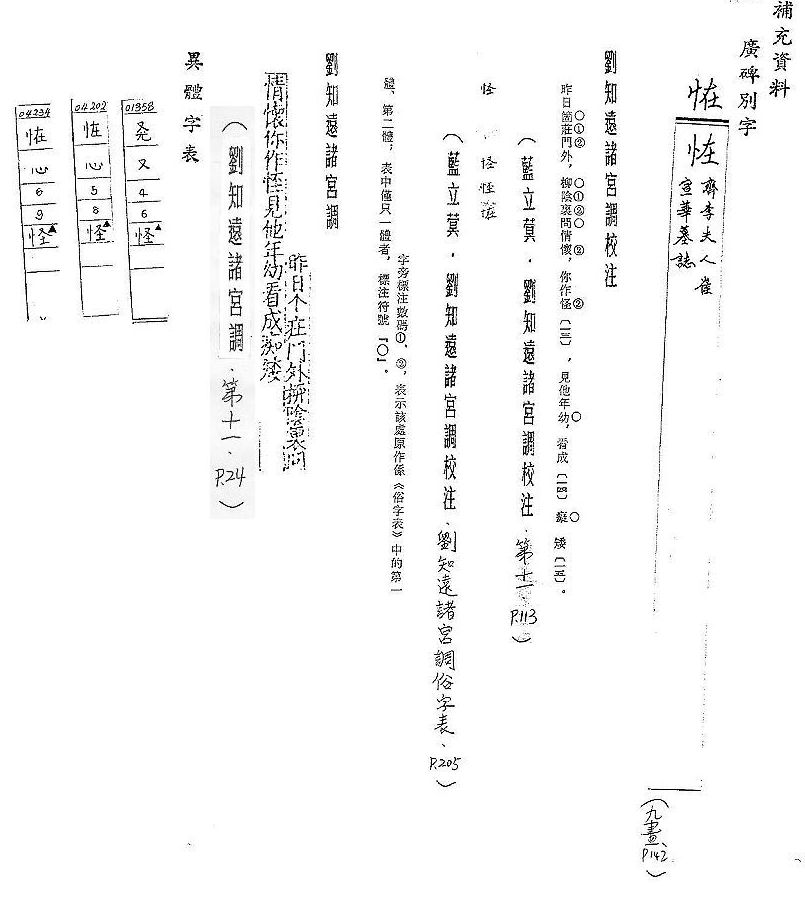 補充資料
廣碑別字
恠 恠 齊李夫人崔
宣華墓誌
(九畫、P.142)
劉知遠諸宮調校注
昨日箇莊門外，柳陰裏問情懷，你作怪〔一三〕，見他年幼，看成〔一四〕癡矮〔一五〕。
(藍立蓂．劉知遠諸宮調校注．第十一、P.113)
怪 怪 恠
(藍立蓂．劉知遠諸宮調校注．劉知遠諸宮調俗字表、P.205)
字旁標注數碼①、②，表示該處原作係《俗字表》中的第一
體、第二體，表中僅只一體者，標注符號「○」。
劉知遠諸宮調
昨日个庄門外柳陰裏問
情懷你作恠見他年幼看成痴矮
(劉知遠諸宮調．第十一．P.24)
異體字表
01358 又 4 6 怪
04202 心 5 8 怪
04234 恠 心 6 9 怪